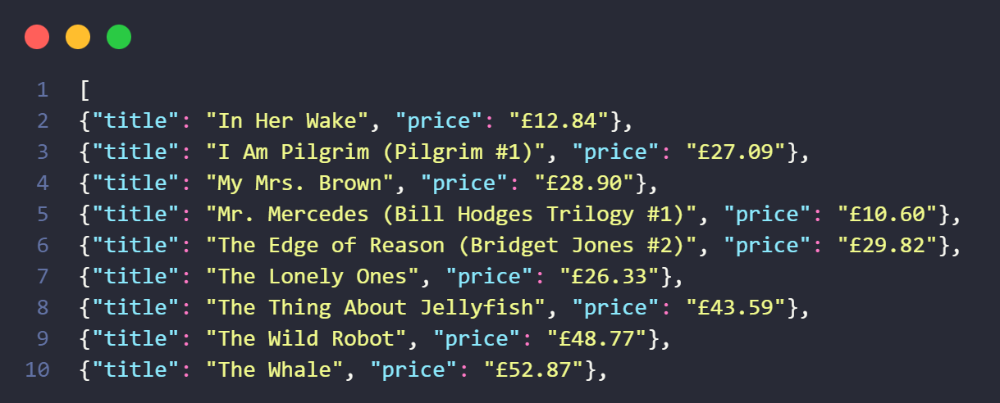 1 [
2 {"title": "In Her Wake", "price": "£12.84"},
3 {"title": "I Am Pilgrim (Pilgrim #1)", "price": "£27.09"},
4 {"title": "My Mrs. Brown", "price": "£28.90"},
5 {"title": "Mr. Mercedes (Bill Hodges Trilogy #1)", "price": "£10.60"},
6 {"title": "The Edge of Reason (Bridget Jones #2)", "price": "£29.82"},
7 {"title": "The Lonely Ones", "price": "£26.33"},
8 {"title": "The Thing About Jellyfish", "price": "£43.59"},
9 {"title": "The Wild Robot", "price": "£48.77"},
10 {"title": "The Whale", "price": "£52.87"},